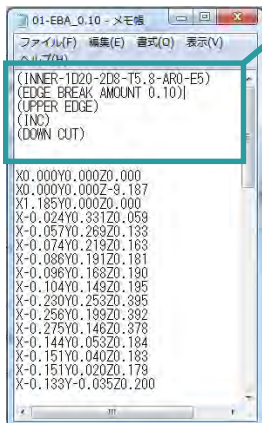 01-EBA_0.10 - メモ帳
ファイル(F) 編集(E) 書式(O) 表示(V)
ヘルプ(H)
(INNER-1D20-2D8-T5.8-AR0-E5)
(EDGE BREAK AMOUNT 0.10)
(UPPER EDGE)
(INC)
(DOWN CUT)
X0.000Y0.000Z0.000
X0.000Y0.000Z-9.187
X1.185Y0.000Z0.000
X-0.024Y0.331Z0.059
X-0.057Y0.269Z0.133
X-0.074Y0.219Z0.163
X-0.086Y0.191Z0.181
X-0.096Y0.168Z0.190
X-0.104Y0.149Z0.195
X-0.230Y0.253Z0.395
X-0.256Y0.199Z0.392
X-0.275Y0.146Z0.378
X-0.144Y0.053Z0.184
X-0.151Y0.040Z0.183
X-0.151Y0.020Z0.179
X-0.133Y-0.035Z0.200